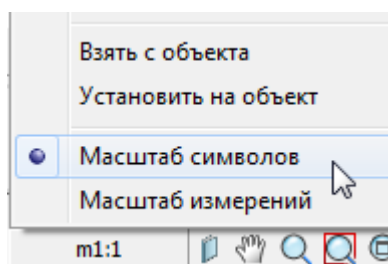 Взять с объекта
Установить на объект
Масштаб символов
Масштаб измерений
m1:1